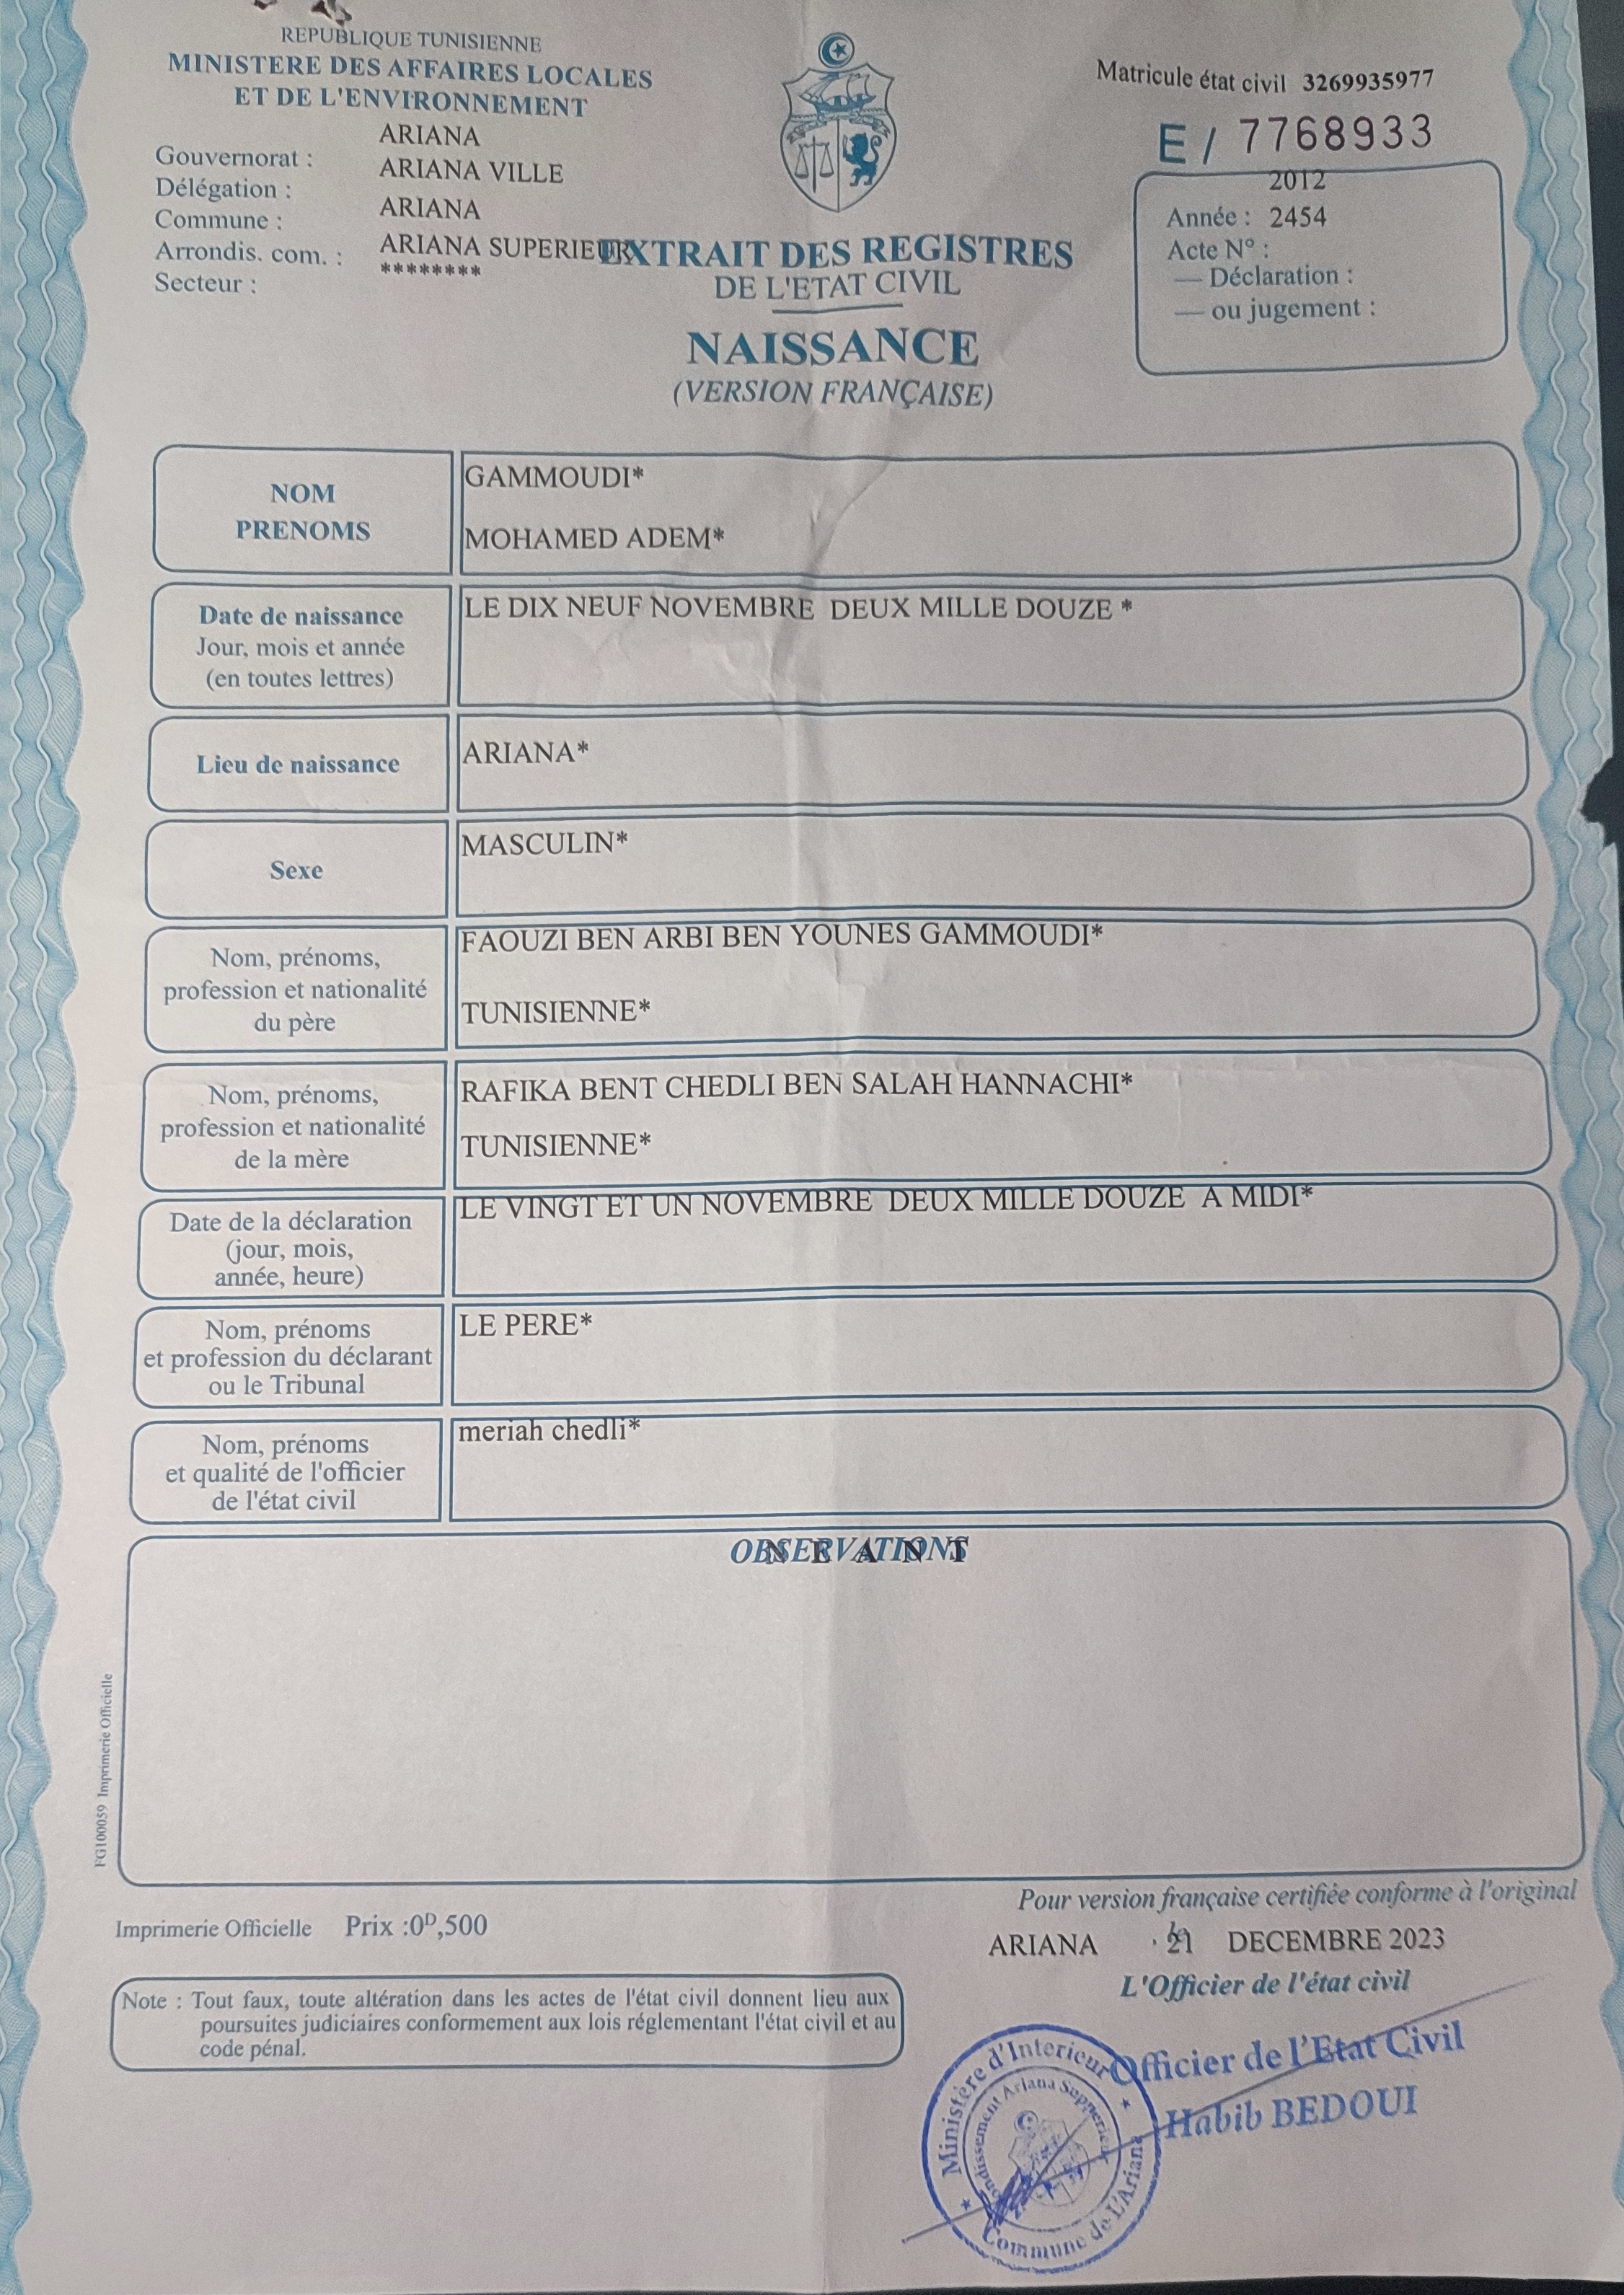 REPUBLIQUE TUNISIENNE
MINISTERE DES AFFAIRES LOCALES
ET DE L'ENVIRONNEMENT
ARIANA
Gouvernorat :
ARIANA VILLE
Délégation :
ARIANA
Commune :
ARIANA SUPERIEUR
Arrondis. com. :
********
Secteur :
Matricule état civil 3269935977
E / 7768933
2012
Année : 2454
Acte N° :
— Déclaration :
— ou jugement :
EXTRAIT DES REGISTRES
DE L'ETAT CIVIL
NAISSANCE
(VERSION FRANÇAISE)
NOM
PRENOMS
GAMMOUDI*
MOHAMED ADEM*
Date de naissance
Jour, mois et année
(en toutes lettres)
LE DIX NEUF NOVEMBRE DEUX MILLE DOUZE *
Lieu de naissance
ARIANA*
Sexe
MASCULIN*
Nom, prénoms,
profession et nationalité
du père
FAOUZI BEN ARBI BEN YOUNES GAMMOUDI*
TUNISIENNE*
Nom, prénoms,
profession et nationalité
de la mère
RAFIKA BENT CHEDLI BEN SALAH HANNACHI*
TUNISIENNE*
Date de la déclaration
(jour, mois,
année, heure)
LE VINGT ET UN NOVEMBRE DEUX MILLE DOUZE A MIDI*
Nom, prénoms
et profession du déclarant
ou le Tribunal
LE PERE*
Nom, prénoms
et qualité de l'officier
de l'état civil
meriah chedli*
OBSERVATIONS
N E A N T
FG100059 Imprimerie Officielle
Pour version française certifiée conforme à l'original
Imprimerie Officielle Prix :0D,500
ARIANA 21 DECEMBRE 2023
L'Officier de l'état civil
Note : Tout faux, toute altération dans les actes de l'état civil donnent lieu aux
poursuites judiciaires conformement aux lois réglementant l'état civil et au
code pénal.
Officier de l'Etat Civil
Habib BEDOUI
Ministère d'Interieur
Commune de L'Ariana